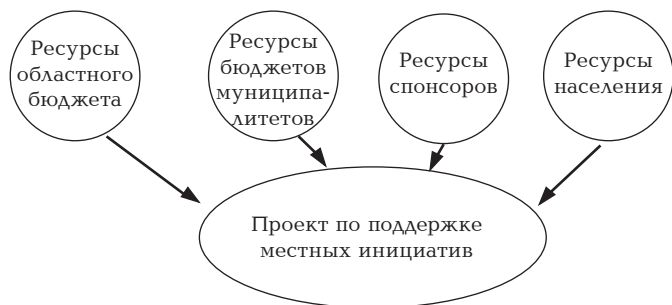 Ресурсы
областного
бюджета
Ресурсы
бюджетов
муниципа-
литетов
Ресурсы
спонсоров
Ресурсы
населения
Проект по поддержке
местных инициатив